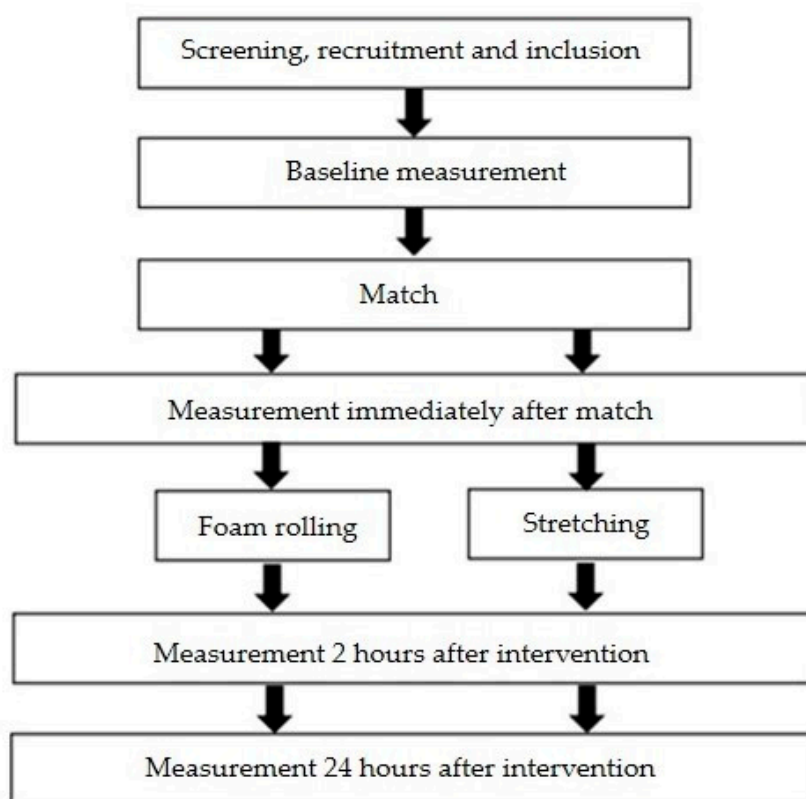 Screening, recruitment and inclusion
Baseline measurement
Match
Measurement immediately after match
Foam rolling
Stretching
Measurement 2 hours after intervention
Measurement 24 hours after intervention